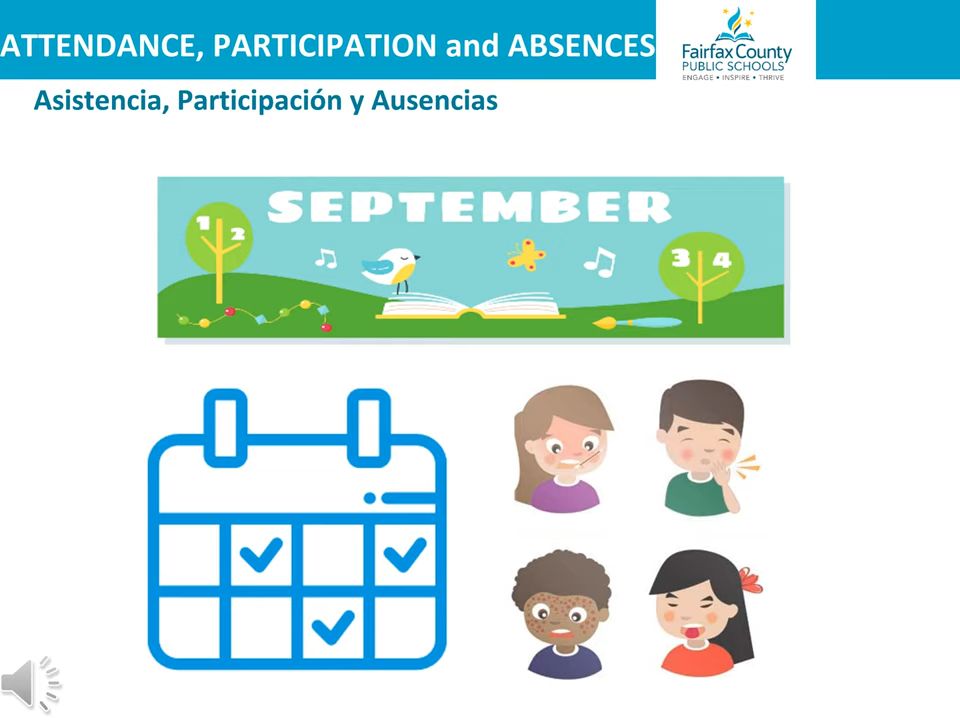 ATTENDANCE, PARTICIPATION and ABSENCES
Fairfax County
PUBLIC SCHOOLS
ENGAGE • INSPIRE • THRIVE
Asistencia, Participación y Ausencias
SEPTEMBER
1 2
3 4